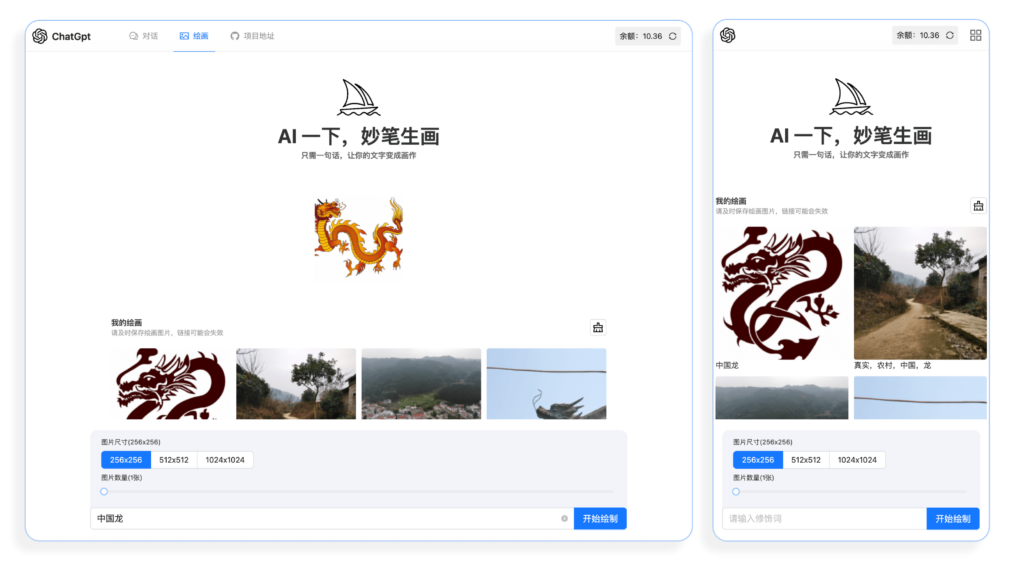 ChatGpt
对话
绘画
项目地址
余额：10.36
AI 一下，妙笔生画
只需一句话，让你的文字变成画作
我的绘画
请及时保存绘画图片，链接可能会失效
图片尺寸(256x256)
256x256 512x512 1024x1024
图片数量(1张)
中国龙
开始绘制
余额：10.36
AI 一下，妙笔生画
只需一句话，让你的文字变成画作
我的绘画
请及时保存绘画图片，链接可能会失效
中国龙
真实，农村，中国，龙
图片尺寸(256x256)
256x256 512x512 1024x1024
图片数量(1张)
请输入修饰词
开始绘制